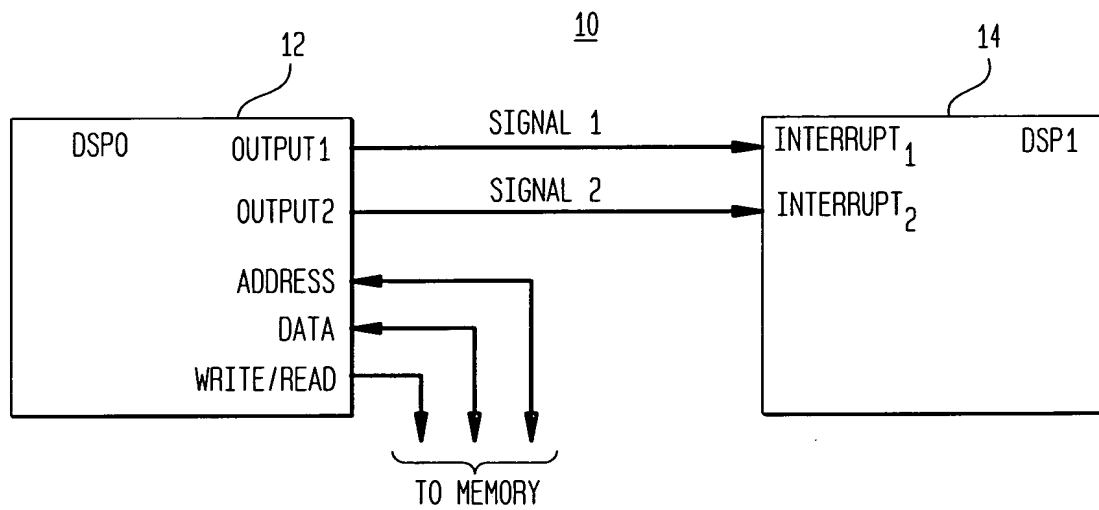 10
12
14
DSP0
OUTPUT1
SIGNAL 1
INTERRUPT1
DSP1
OUTPUT2
SIGNAL 2
INTERRUPT2
ADDRESS
DATA
WRITE/READ
TO MEMORY